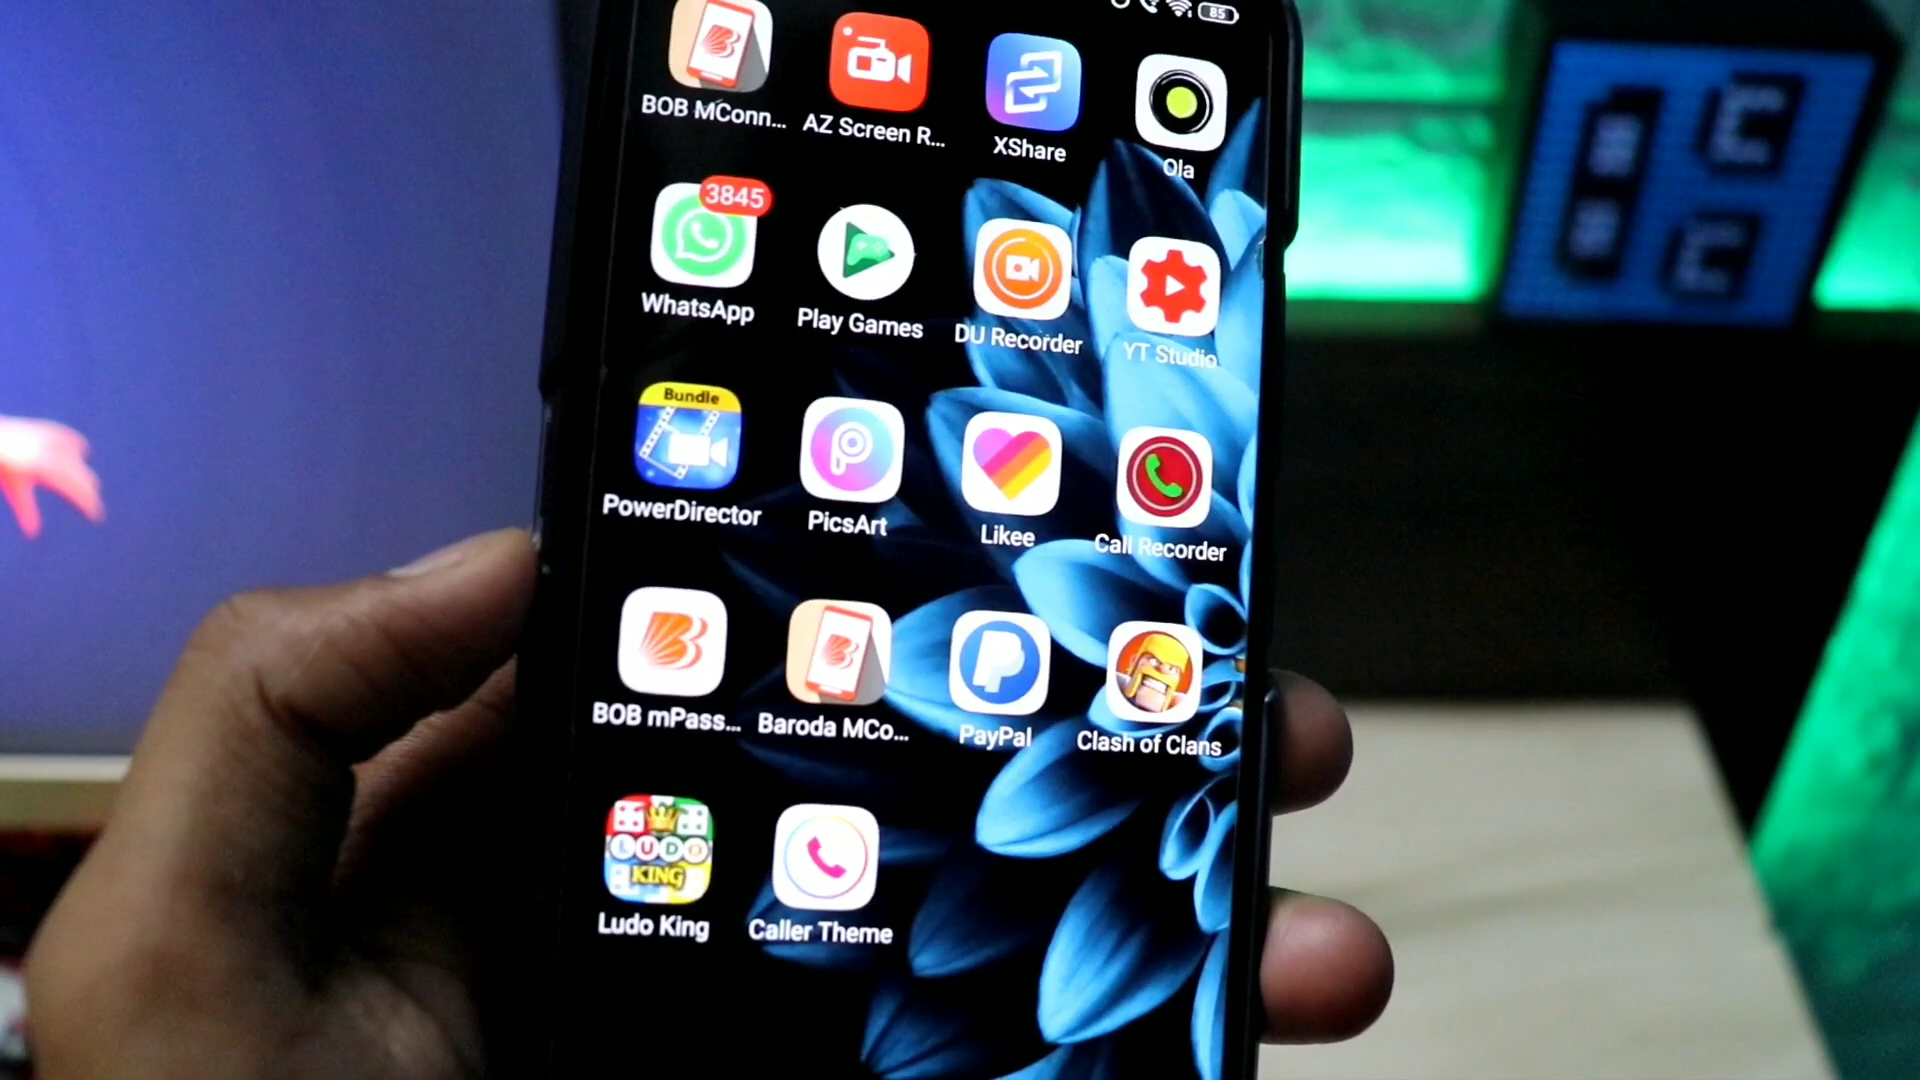 85
BOB MConn...
AZ Screen R...
XShare
Ola
3845
WhatsApp
Play Games
DU Recorder
YT Studio
Bundle
PowerDirector
PicsArt
Likee
Call Recorder
BOB mPass...
Baroda MCo...
PayPal
Clash of Clans
LUDO
KING
Ludo King
Caller Theme